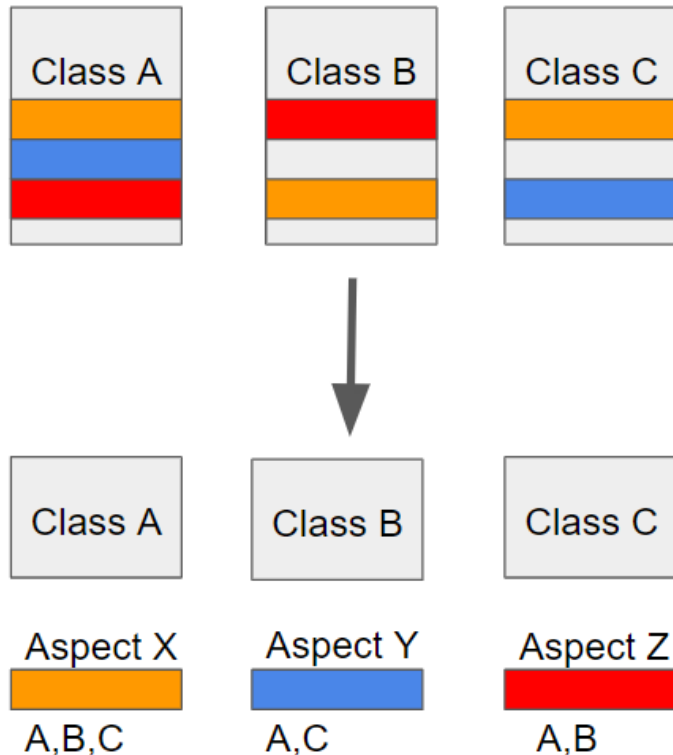 Class A
Class B
Class C
Class A
Class B
Class C
Aspect X
Aspect Y
Aspect Z
A,B,C
A,C
A,B